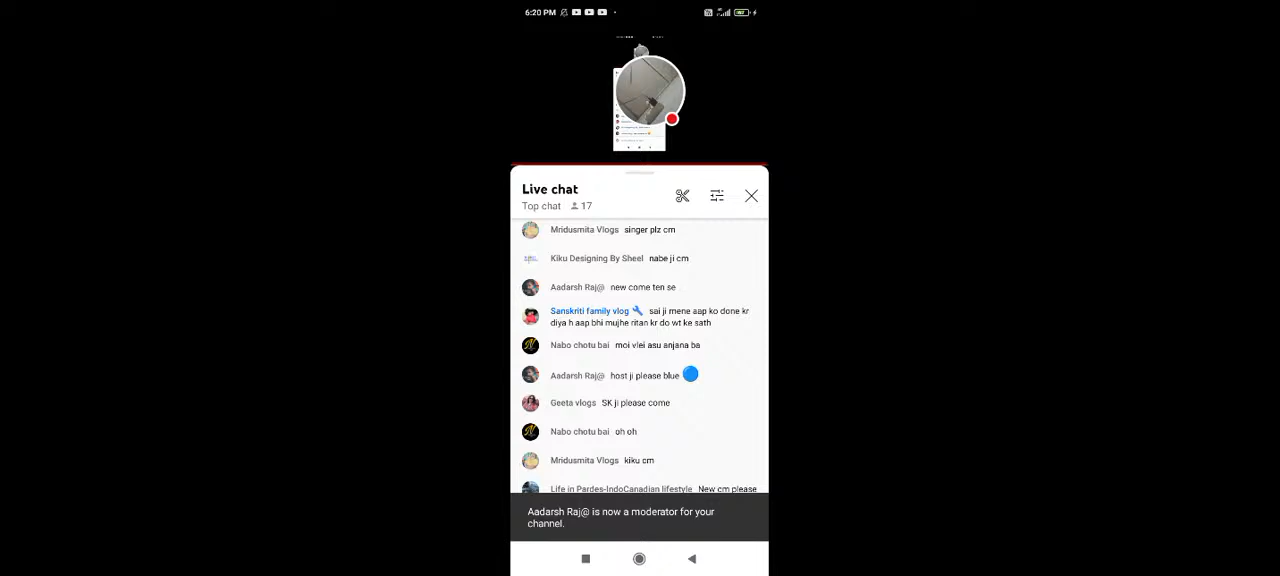 6:20 PM
Live chat
Top chat 17
Mridusmita Vlogs singer plz cm
Kiku Designing By Sheel nabe ji cm
Aadarsh Raj@ new come ten se
Sanskriti family vlog sai ji mene aap ko done kr
diya h aap bhi mujhe ritan kr do wt ke sath
Nabo chotu bai moi vlei asu anjana ba
Aadarsh Raj@ host ji please blue
Geeta vlogs SK ji please come
Nabo chotu bai oh oh
Mridusmita Vlogs kiku cm
Life in Pardes-IndoCanadian lifestyle New cm please
Aadarsh Raj@ is now a moderator for your
channel.